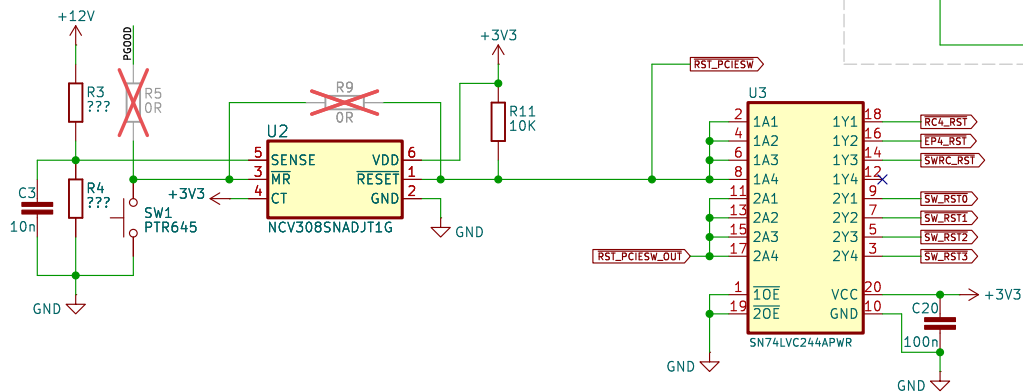 +12V
PGOOD
R3
???
R5
0R
R9
0R
+3V3
R11
10K
RST_PCIESW
U2
5 SENSE VDD 6
3 MR RESET 1
4 CT GND 2
NCV308SNADJT1G
+3V3
GND
C3
10n
R4
???
SW1
PTR645
GND
U3
2 1A1 1Y1 18 RC4_RST
4 1A2 1Y2 16 EP4_RST
6 1A3 1Y3 14 SWRC_RST
8 1A4 1Y4 12
11 2A1 2Y1 9 SW_RST0
13 2A2 2Y2 7 SW_RST1
15 2A3 2Y3 5 SW_RST2
17 2A4 2Y4 3 SW_RST3
RST_PCIESW_OUT
1 1OE VCC 20 +3V3
19 2OE GND 10
SN74LVC244APWR
C20
100n
GND
GND